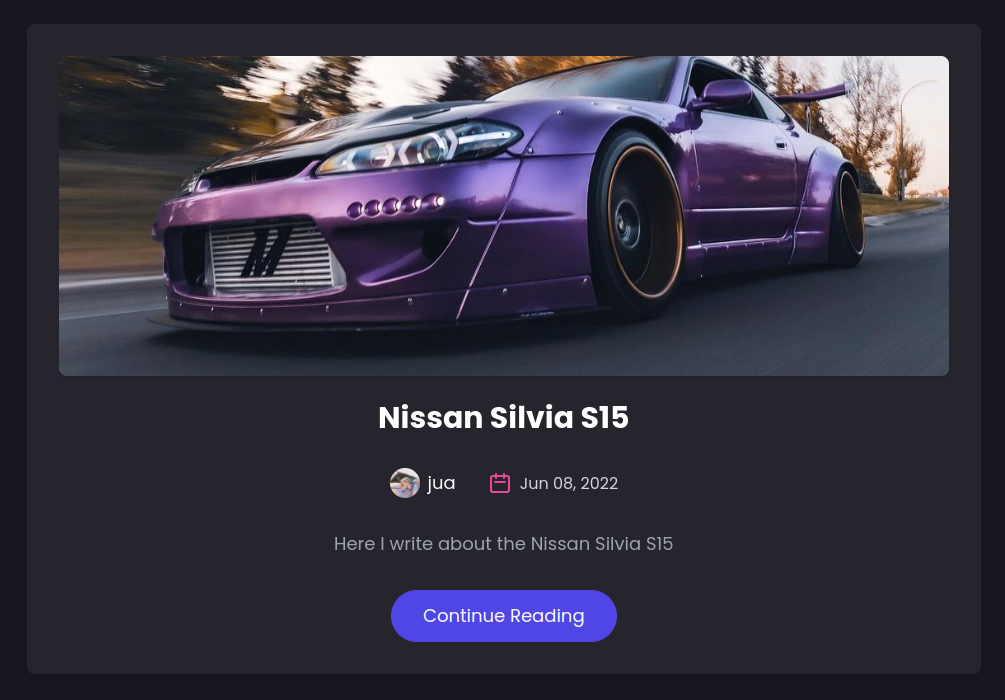 Nissan Silvia S15
jua
Jun 08, 2022
Here I write about the Nissan Silvia S15
Continue Reading